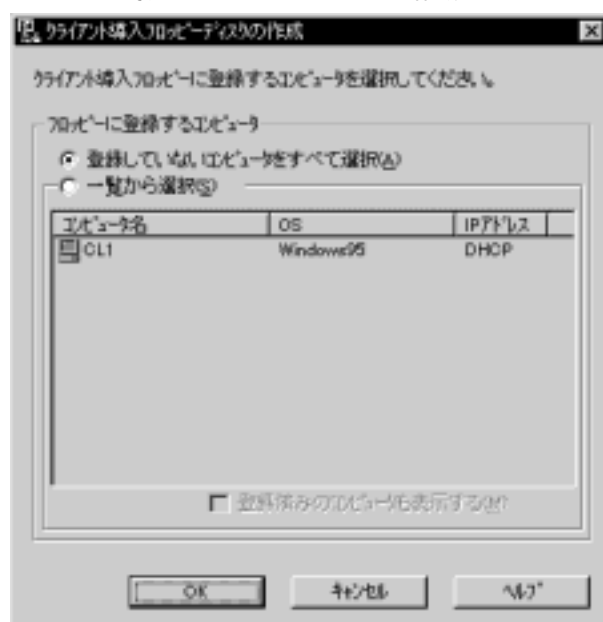 クライアント導入フロッピーディスクの作成
クライアント導入フロッピーに登録するコンピュータを選択してください。
フロッピーに登録するコンピュータ
登録していないコンピュータをすべて選択(A)
一覧から選択(S)
コンピュータ名 OS IPアドレス
CL1 Windows95 DHCP
登録済みのコンピュータも表示する(M)
OK キャンセル ヘルプ